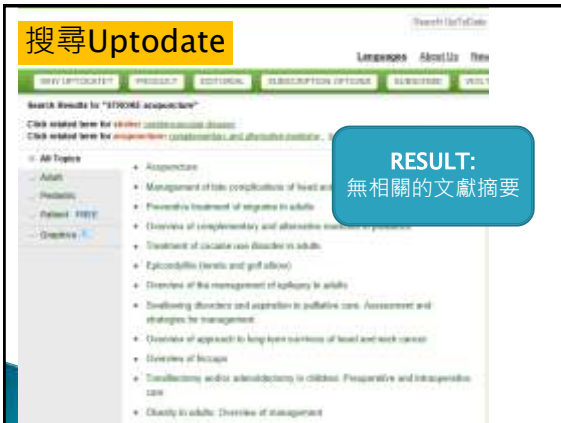 搜尋Uptodate
Search UpToDate
Languages About Us New
WHY UPTODATE? PRODUCT EDITORIAL SUBSCRIPTION OPTIONS SUBSCRIBE
Search Results for "STROKE acupuncture"
Click related term for stroke: cerebrovascular disease
Click related term for acupuncture: complementary and alternative medicine,
All Topics
Adult
Pediatric
Patient FREE
Graphics
RESULT:
無相關的文獻摘要
• Acupuncture
• Management of late complications of head and
• Preventive treatment of migraine in adults
• Overview of complementary and alternative medicine in pediatrics
• Treatment of cocaine use disorder in adults
• Epicondylitis (tennis and golf elbow)
• Overview of the management of epilepsy in adults
• Swallowing disorders and aspiration in palliative care: Assessment and
strategies for management
• Overview of approach to long-term survivors of head and neck cancer
• Overview of hiccups
• Tonsillectomy and/or adenoidectomy in children: Preoperative and intraoperative
care
• Obesity in adults: Overview of management